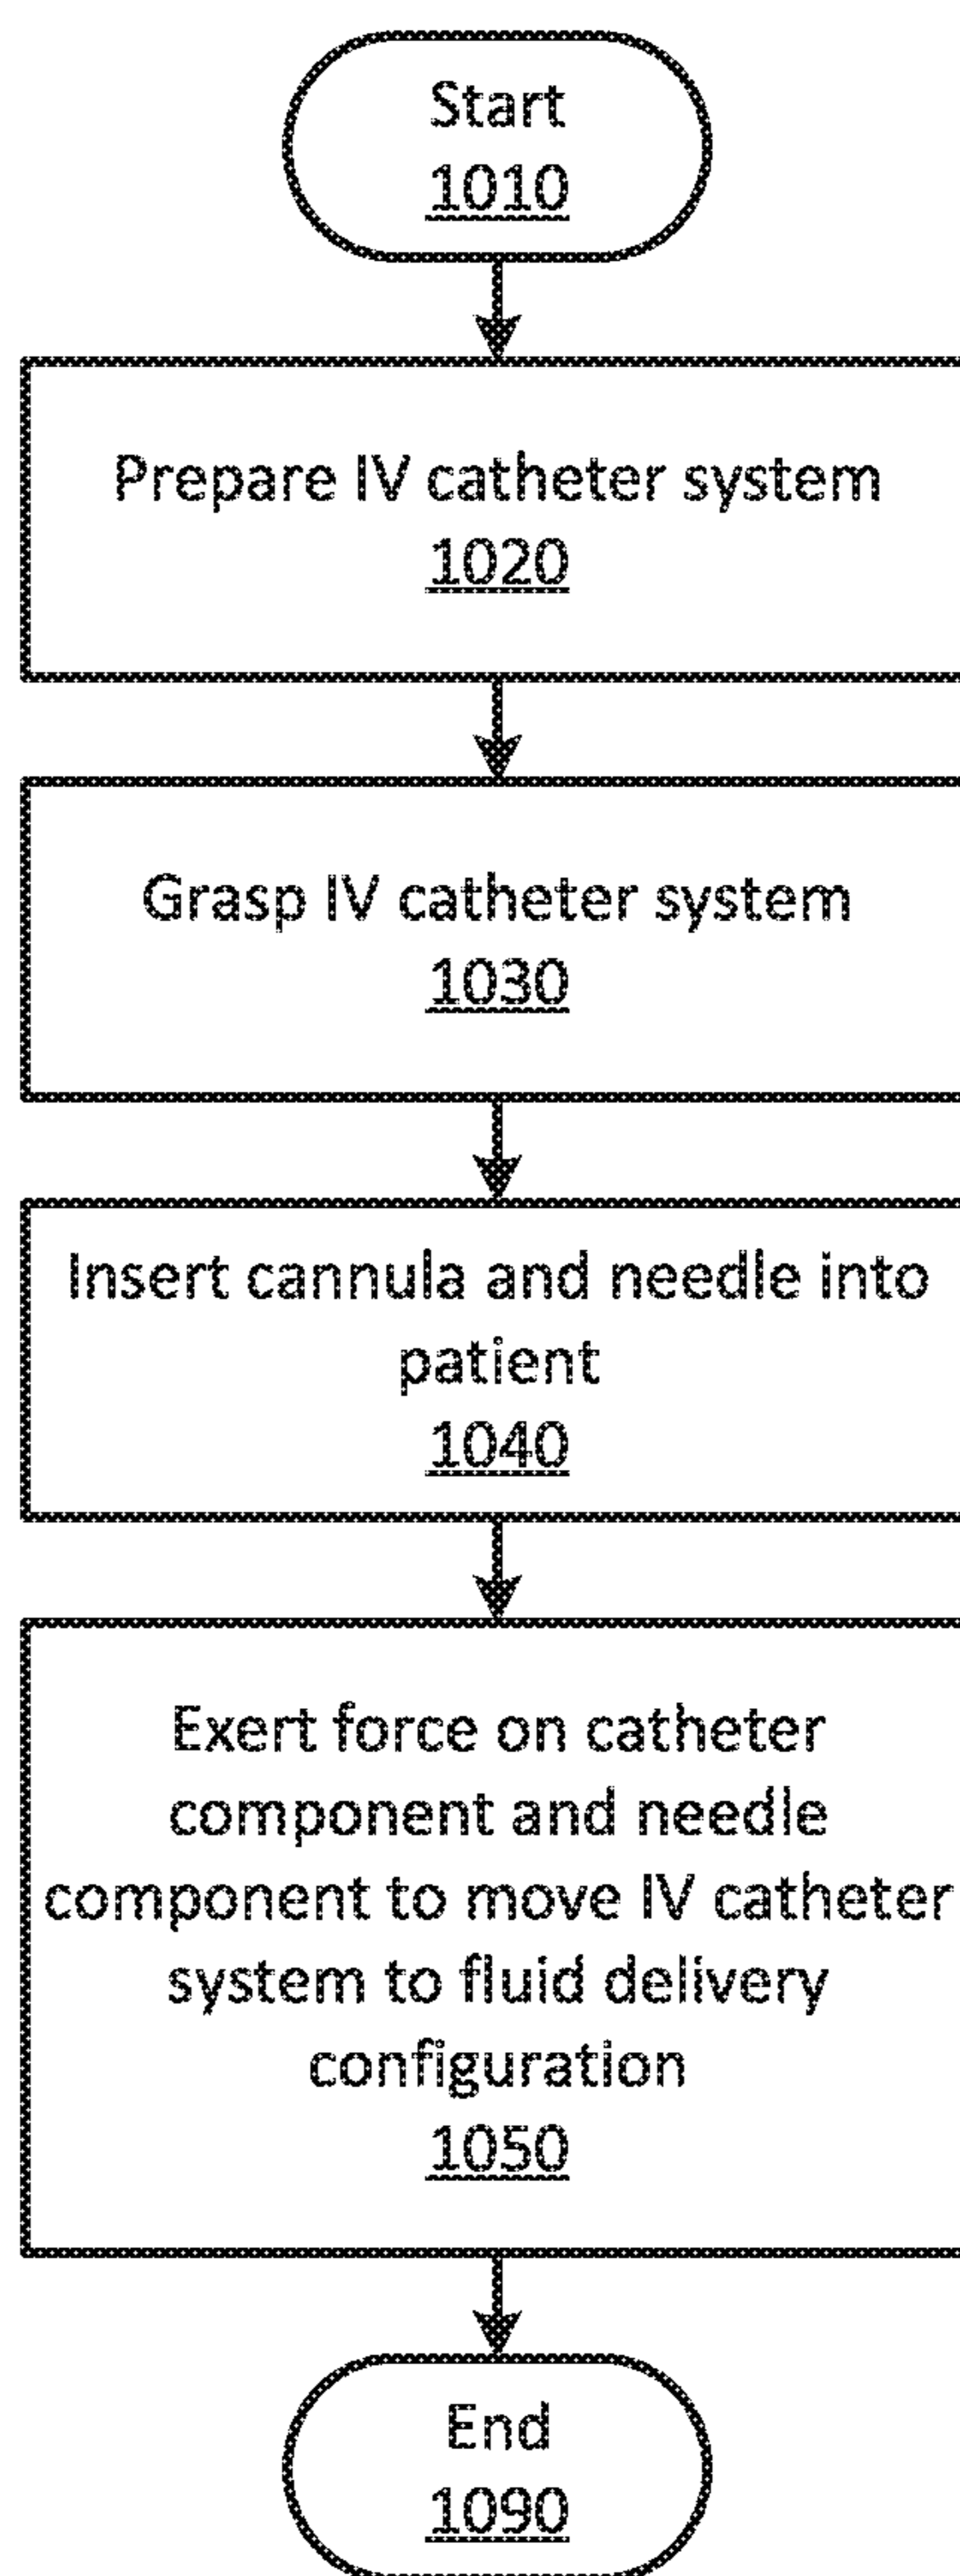 Start
1010
Prepare IV catheter system
1020
Grasp IV catheter system
1030
Insert cannula and needle into
patient
1040
Exert force on catheter
component and needle
component to move IV catheter
system to fluid delivery
configuration
1050
End
1090